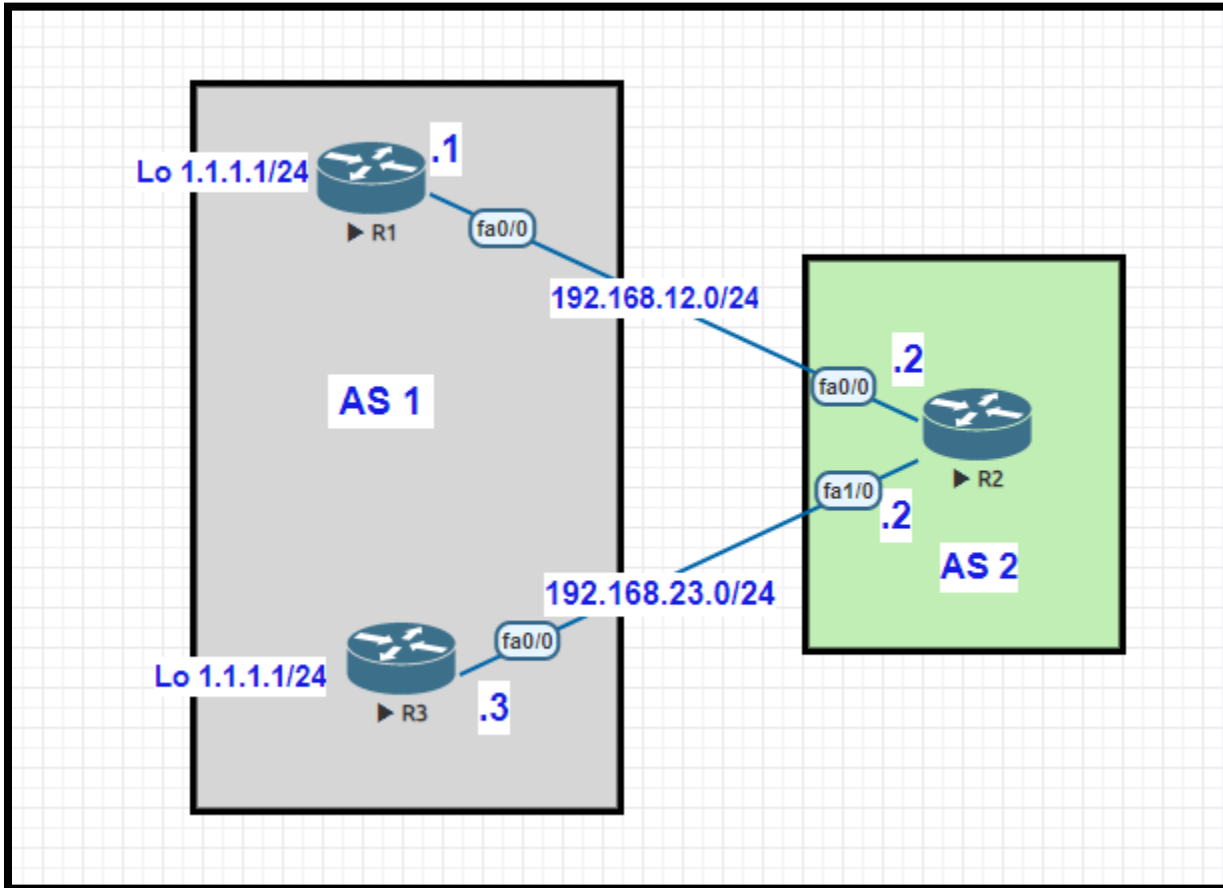 .1
Lo 1.1.1.1/24
fa0/0
R1
192.168.12.0/24
.2
fa0/0
AS 1
R2
fa1/0
.2
AS 2
192.168.23.0/24
fa0/0
Lo 1.1.1.1/24
.3
R3